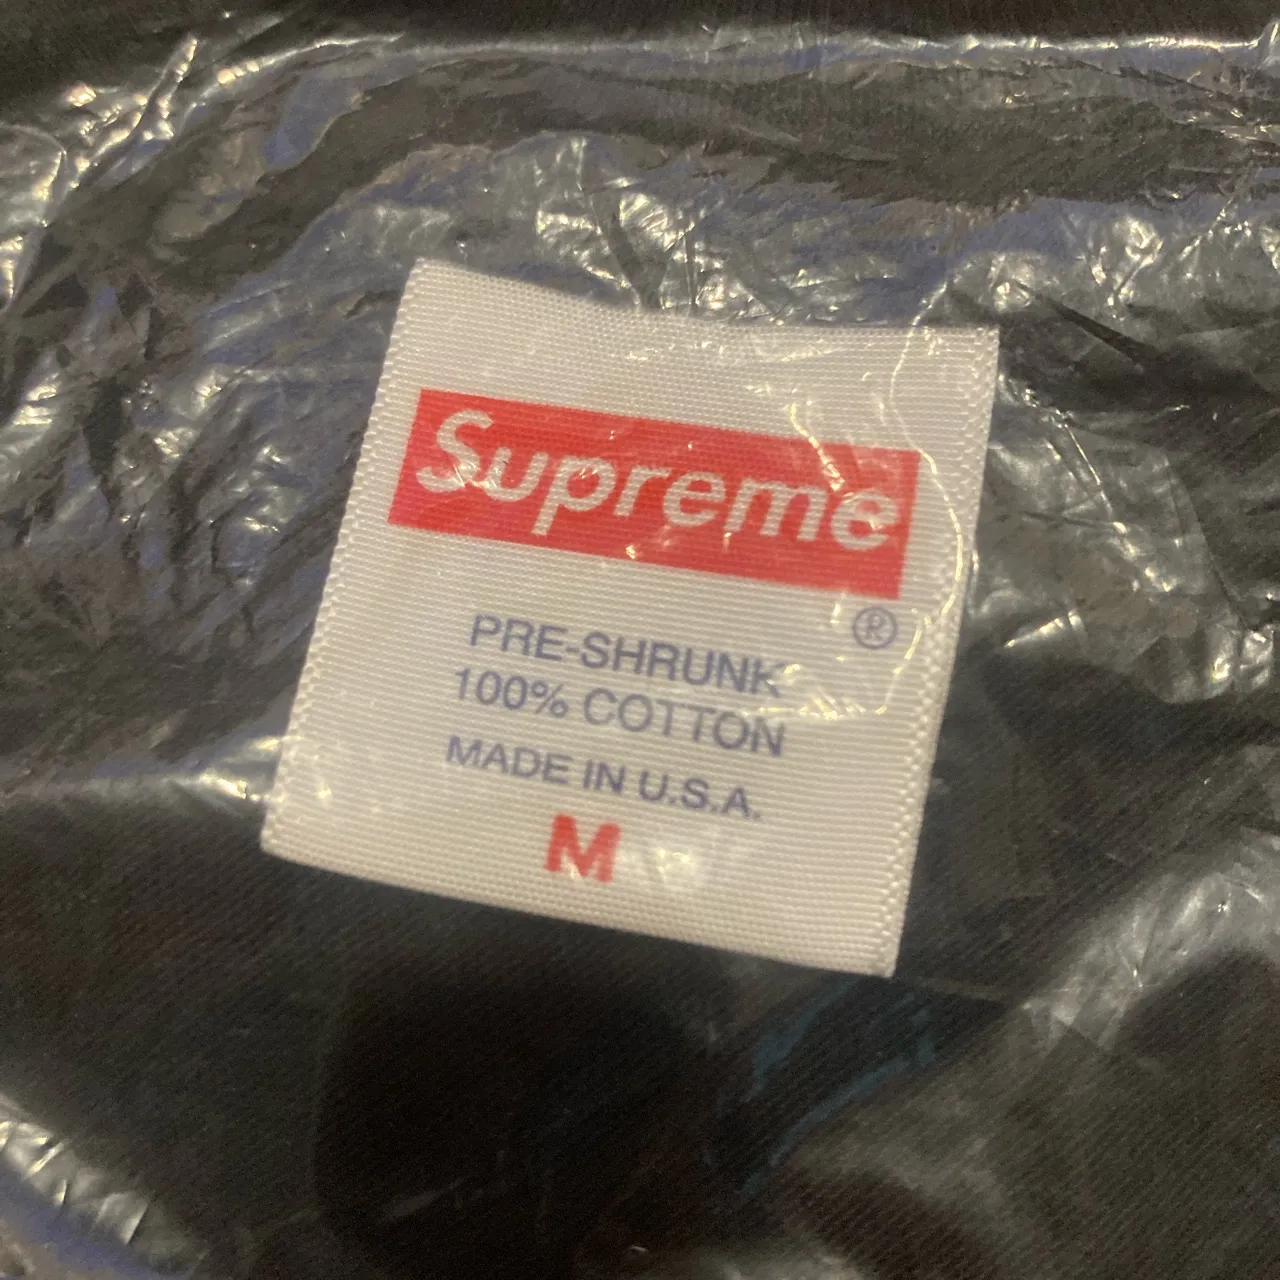 Supreme
®
PRE-SHRUNK
100% COTTON
MADE IN U.S.A.
M